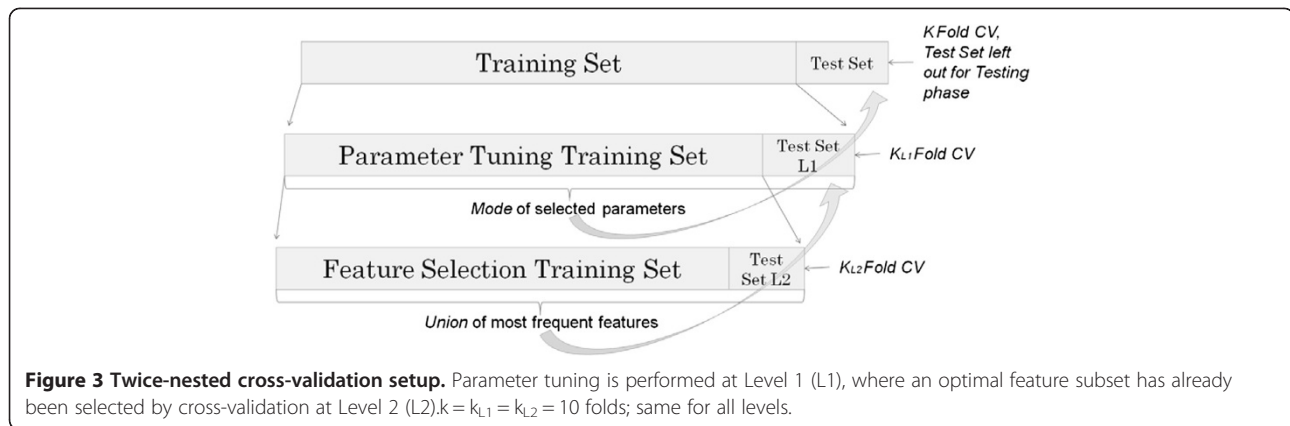 Training Set
Test Set
KFold CV,
Test Set left
out for Testing
phase
Parameter Tuning Training Set
Test Set
L1
KL1Fold CV
Mode of selected parameters
Feature Selection Training Set
Test
Set L2
KL2Fold CV
Union of most frequent features
Figure 3 Twice-nested cross-validation setup. Parameter tuning is performed at Level 1 (L1), where an optimal feature subset has already
been selected by cross-validation at Level 2 (L2).k = kL1 = kL2 = 10 folds; same for all levels.